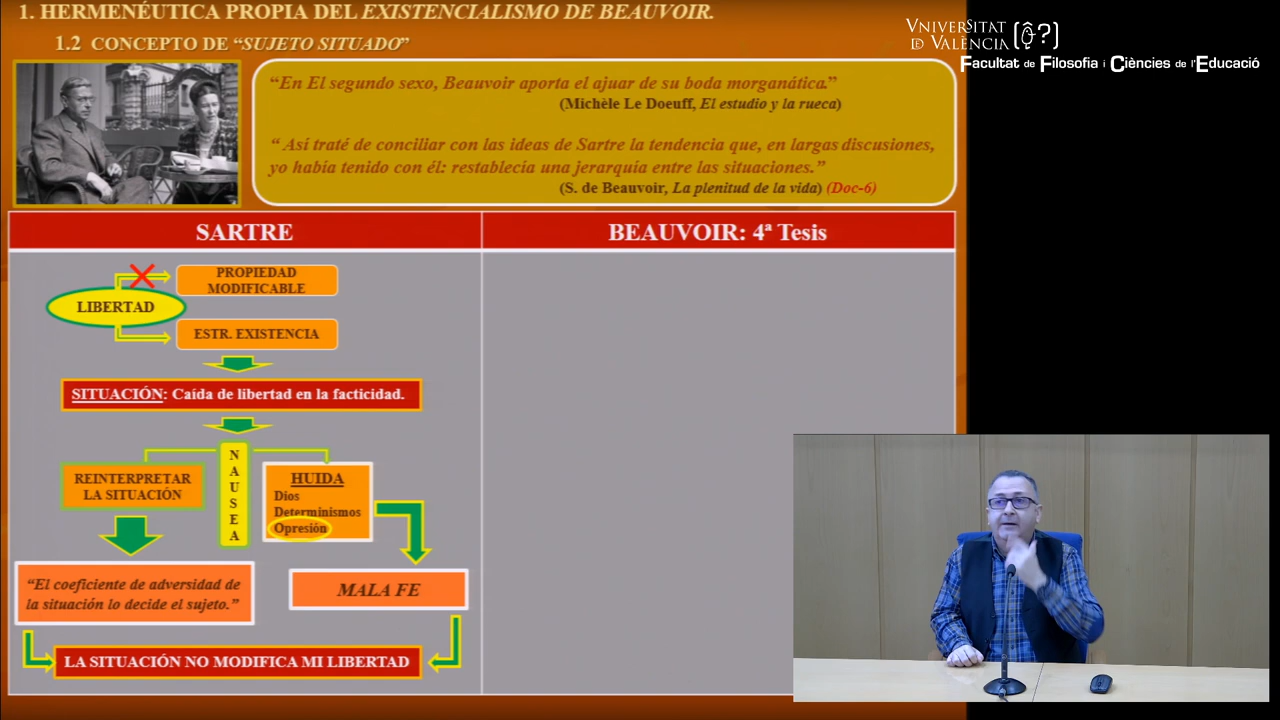 1. HERMENÉUTICA PROPIA DEL EXISTENCIALISMO DE BEAUVOIR.
1.2 CONCEPTO DE “SUJETO SITUADO”
VNIVERSITAT
DE VALÈNCIA (Ô?)
Facultat de Filosofia i Ciències de l'Educació
“En El segundo sexo, Beauvoir aporta el ajuar de su boda morganática.”
(Michèle Le Doeuff, El estudio y la rueca)
“ Así traté de conciliar con las ideas de Sartre la tendencia que, en largas discusiones,
yo había tenido con él: restablecía una jerarquía entre las situaciones.”
(S. de Beauvoir, La plenitud de la vida) (Doc-6)
SARTRE
BEAUVOIR: 4ª Tesis
PROPIEDAD
MODIFICABLE
LIBERTAD
ESTR. EXISTENCIA
SITUACIÓN: Caída de libertad en la facticidad.
REINTERPRETAR
LA SITUACIÓN
N
A
U
S
E
A
HUIDA
Dios
Determinismos
Opresión
“El coeficiente de adversidad de
la situación lo decide el sujeto.”
MALA FE
LA SITUACIÓN NO MODIFICA MI LIBERTAD